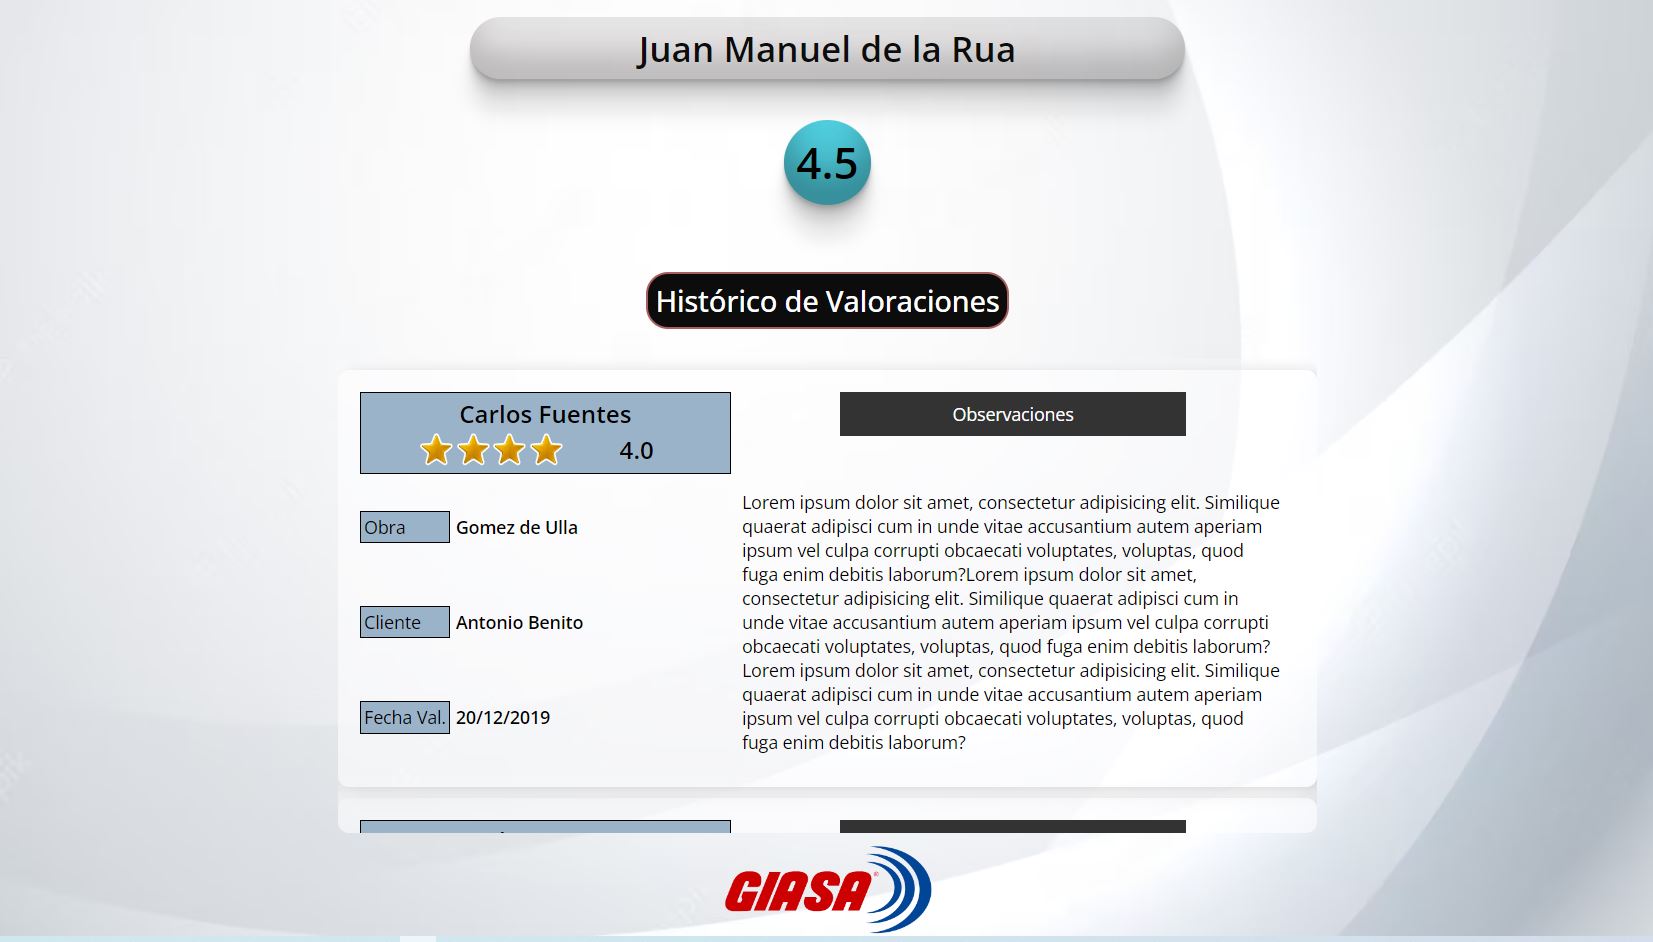 Juan Manuel de la Rua
4.5
Histórico de Valoraciones
Carlos Fuentes
4.0
Obra Gomez de Ulla
Cliente Antonio Benito
Fecha Val. 20/12/2019
Observaciones
Lorem ipsum dolor sit amet, consectetur adipisicing elit. Similique
quaerat adipisci cum in unde vitae accusantium autem aperiam
ipsum vel culpa corrupti obcaecati voluptates, voluptas, quod
fuga enim debitis laborum?Lorem ipsum dolor sit amet,
consectetur adipisicing elit. Similique quaerat adipisci cum in
unde vitae accusantium autem aperiam ipsum vel culpa corrupti
obcaecati voluptates, voluptas, quod fuga enim debitis laborum?
Lorem ipsum dolor sit amet, consectetur adipisicing elit. Similique
quaerat adipisci cum in unde vitae accusantium autem aperiam
ipsum vel culpa corrupti obcaecati voluptates, voluptas, quod
fuga enim debitis laborum?
GIASA®